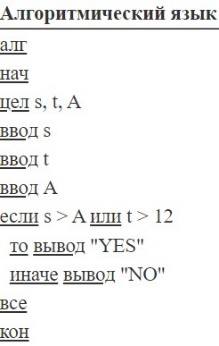 Алгоритмический язык
алг
нач
цел s, t, A
ввод s
ввод t
ввод A
если s > A или t > 12
то вывод "YES"
иначе вывод "NO"
все
кон